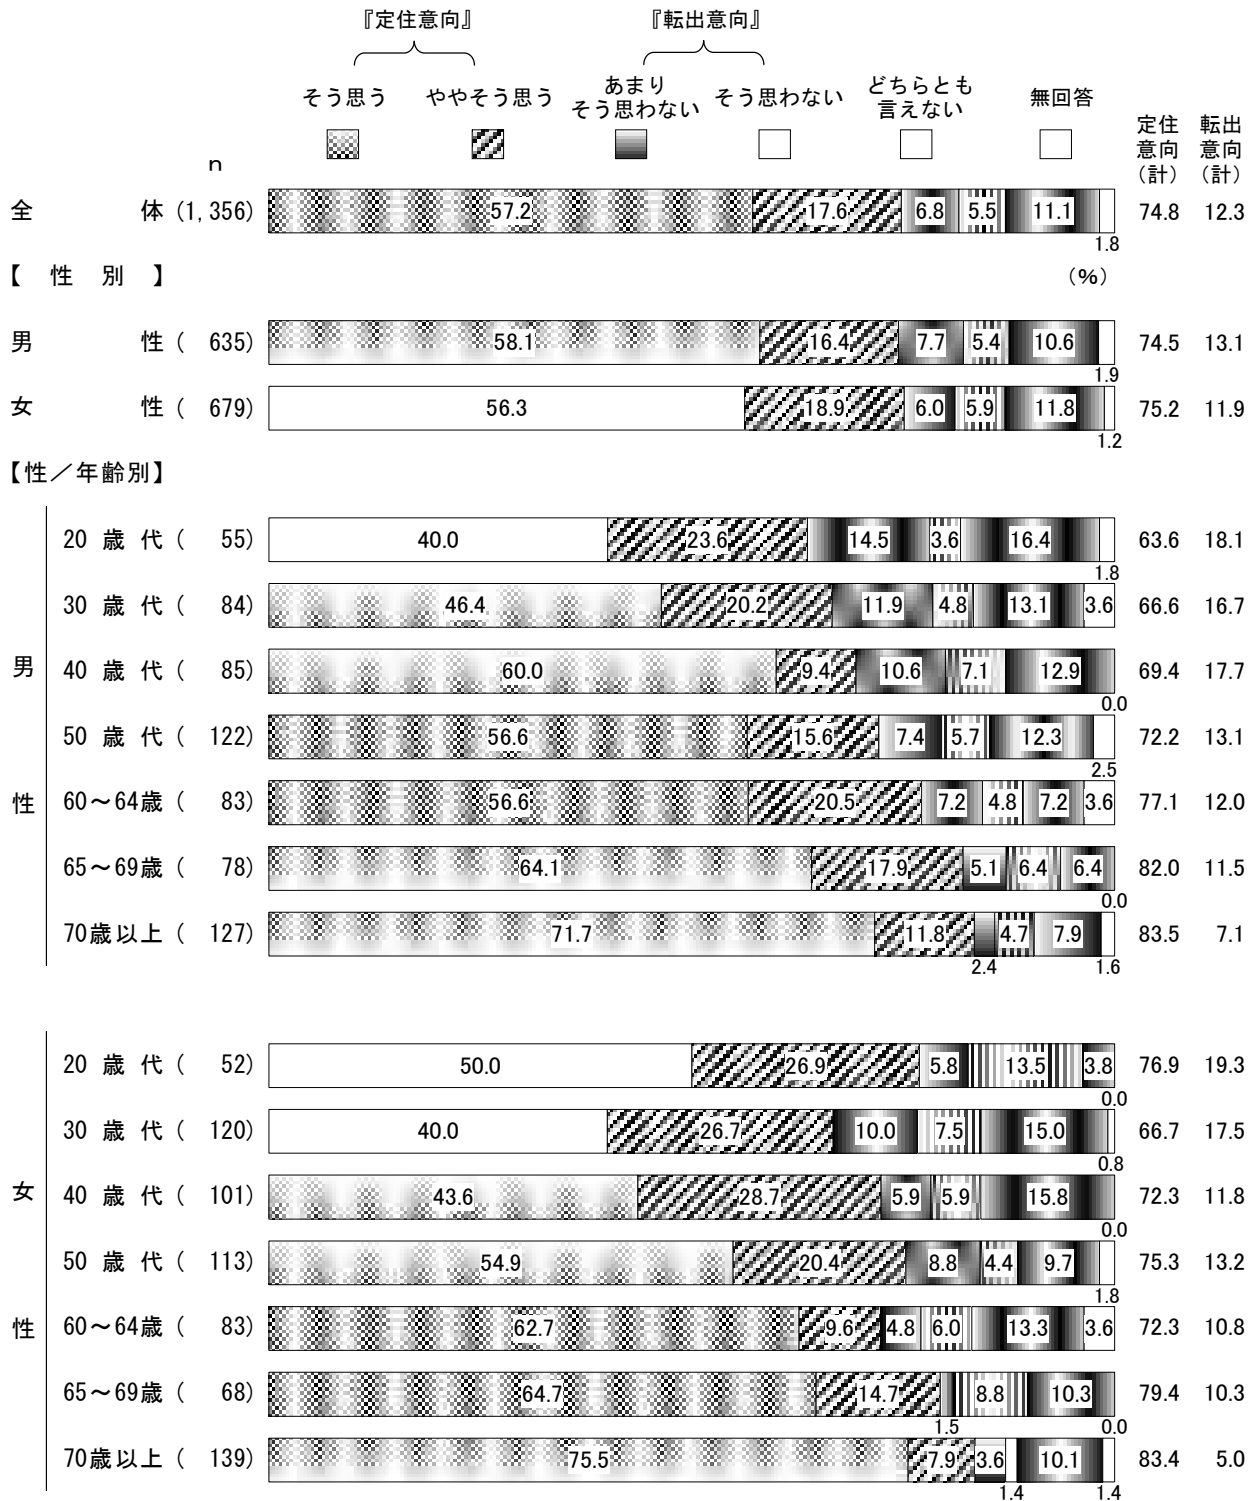 『定住意向』 『転出意向』
そう思う ややそう思う あまりそう思わない そう思わない どちらとも言えない 無回答
n 定住意向(計) 転出意向(計)
全体 (1,356) 57.2 17.6 6.8 5.5 11.1 1.8 74.8 12.3
【性別】 (%)
男性 ( 635) 58.1 16.4 7.7 5.4 10.6 1.9 74.5 13.1
女性 ( 679) 56.3 18.9 6.0 5.9 11.8 1.2 75.2 11.9
【性/年齢別】
男性
20歳代 ( 55) 40.0 23.6 14.5 3.6 16.4 1.8 63.6 18.1
30歳代 ( 84) 46.4 20.2 11.9 4.8 13.1 3.6 66.6 16.7
40歳代 ( 85) 60.0 9.4 10.6 7.1 12.9 0.0 69.4 17.7
50歳代 ( 122) 56.6 15.6 7.4 5.7 12.3 2.5 72.2 13.1
60~64歳 ( 83) 56.6 20.5 7.2 4.8 7.2 3.6 77.1 12.0
65~69歳 ( 78) 64.1 17.9 5.1 6.4 6.4 0.0 82.0 11.5
70歳以上 ( 127) 71.7 11.8 2.4 4.7 7.9 1.6 83.5 7.1
女性
20歳代 ( 52) 50.0 26.9 5.8 13.5 3.8 0.0 76.9 19.3
30歳代 ( 120) 40.0 26.7 10.0 7.5 15.0 0.8 66.7 17.5
40歳代 ( 101) 43.6 28.7 5.9 5.9 15.8 0.0 72.3 11.8
50歳代 ( 113) 54.9 20.4 8.8 4.4 9.7 1.8 75.3 13.2
60~64歳 ( 83) 62.7 9.6 4.8 6.0 13.3 3.6 72.3 10.8
65~69歳 ( 68) 64.7 14.7 1.5 8.8 10.3 0.0 79.4 10.3
70歳以上 ( 139) 75.5 7.9 3.6 1.4 10.1 1.4 83.4 5.0